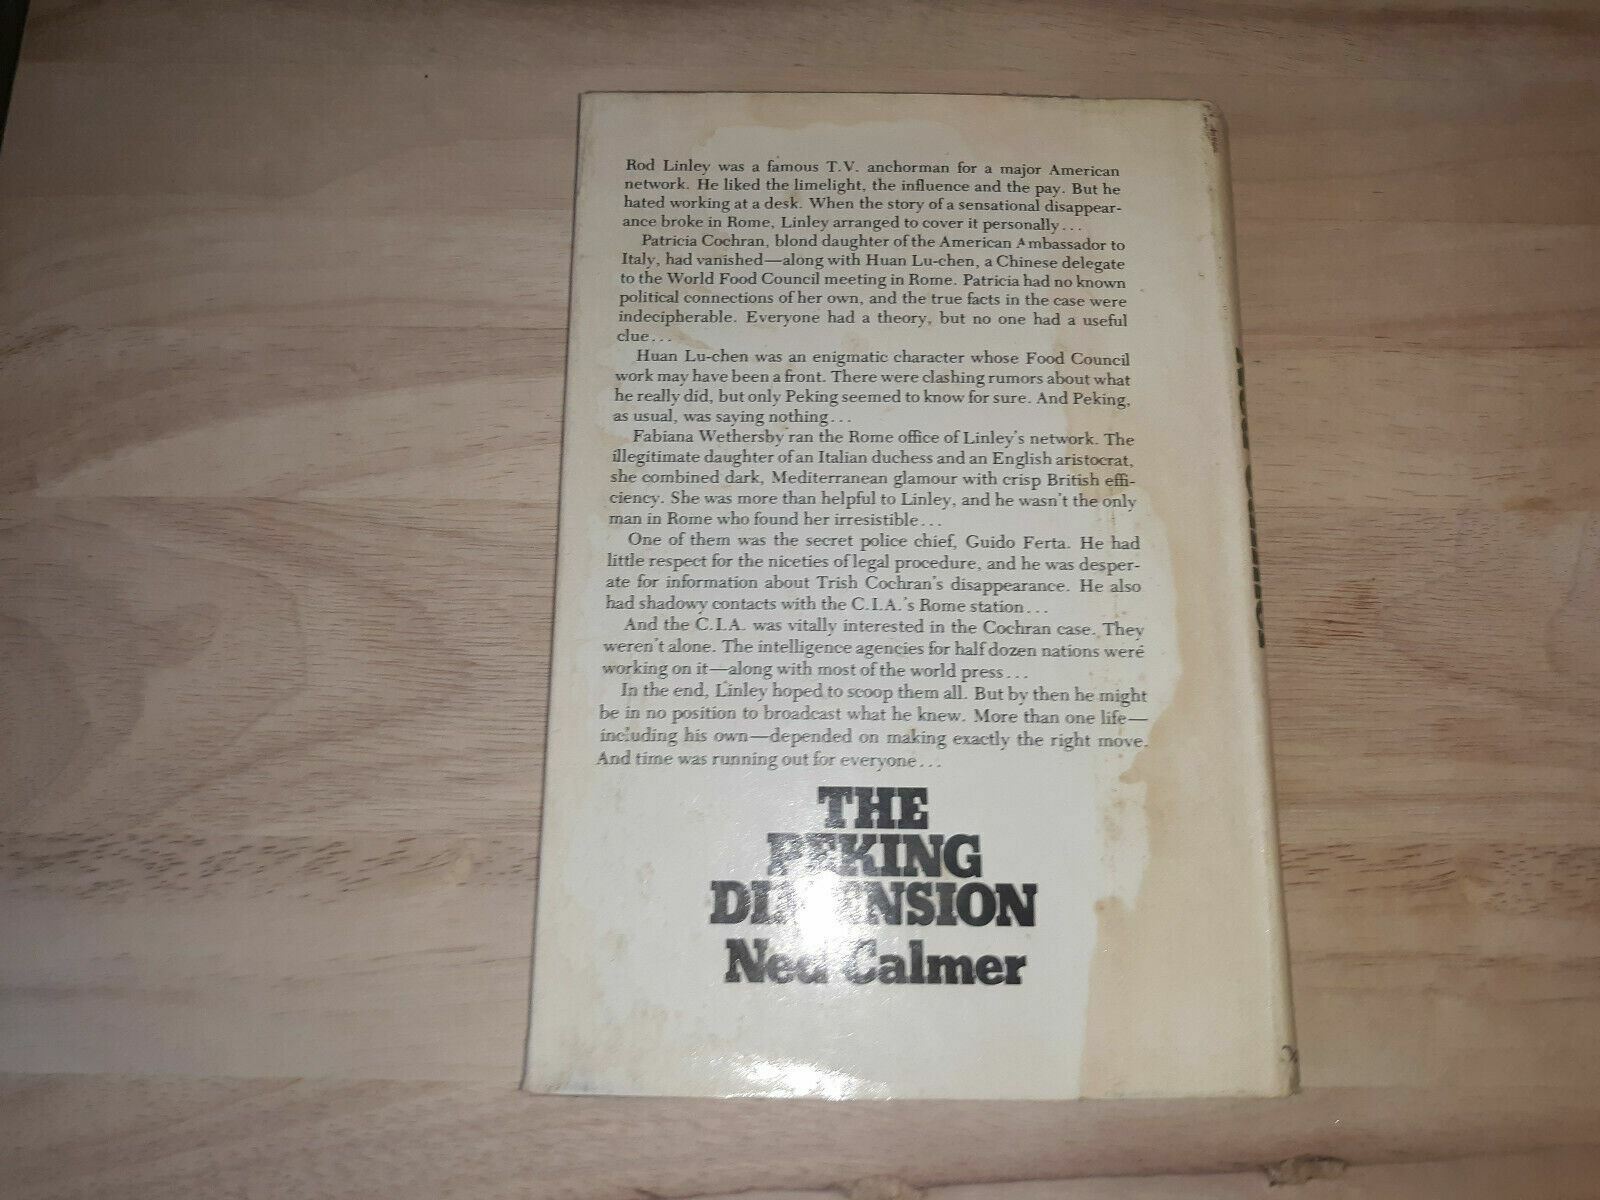 Rod Linley was a famous T.V. anchorman for a major American
network. He liked the limelight, the influence and the pay. But he
hated working at a desk. When the story of a sensational disappear-
ance broke in Rome, Linley arranged to cover it personally...
Patricia Cochran, blond daughter of the American Ambassador to
Italy, had vanished—along with Huan Lu-chen, a Chinese delegate
to the World Food Council meeting in Rome. Patricia had no known
political connections of her own, and the true facts in the case were
indecipherable. Everyone had a theory, but no one had a useful
clue...
Huan Lu-chen was an enigmatic character whose Food Council
work may have been a front. There were clashing rumors about what
he really did, but only Peking seemed to know for sure. And Peking,
as usual, was saying nothing...
Fabiana Wethersby ran the Rome office of Linley's network. The
illegitimate daughter of an Italian duchess and an English aristocrat,
she combined dark, Mediterranean glamour with crisp British effi-
ciency. She was more than helpful to Linley, and he wasn't the only
man in Rome who found her irresistible...
One of them was the secret police chief, Guido Ferta. He had
little respect for the niceties of legal procedure, and he was desper-
ate for information about Trish Cochran's disappearance. He also
had shadowy contacts with the C.I.A.'s Rome station...
And the C.I.A. was vitally interested in the Cochran case. They
weren't alone. The intelligence agencies for half dozen nations were
working on it—along with most of the world press...
In the end, Linley hoped to scoop them all. But by then he might
be in no position to broadcast what he knew. More than one life—
including his own—depended on making exactly the right move.
And time was running out for everyone...
THE
PEKING
DIMENSION
Ned Calmer